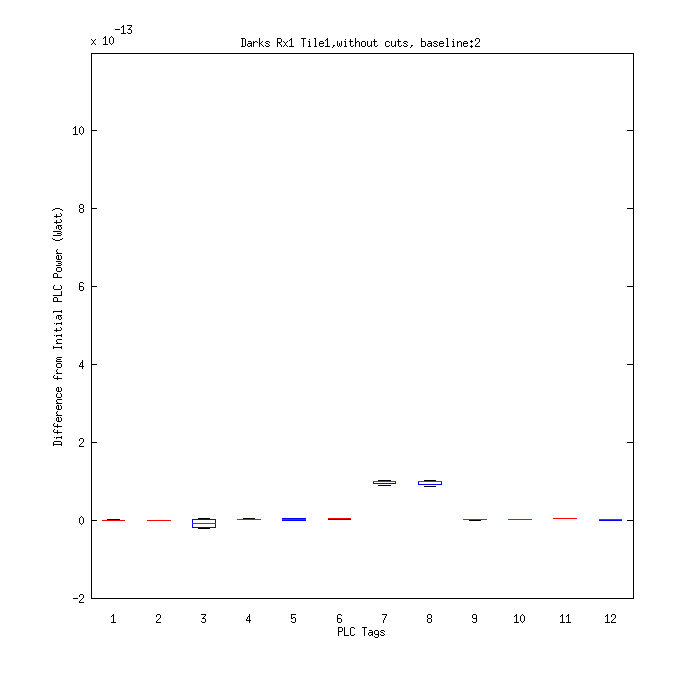 x 10 -13
Darks Rx1 Tile1,without cuts, baseline:2
10
8
6
4
2
0
-2
Difference from Initial PLC Power (Watt)
1 2 3 4 5 6 7 8 9 10 11 12
PLC Tags